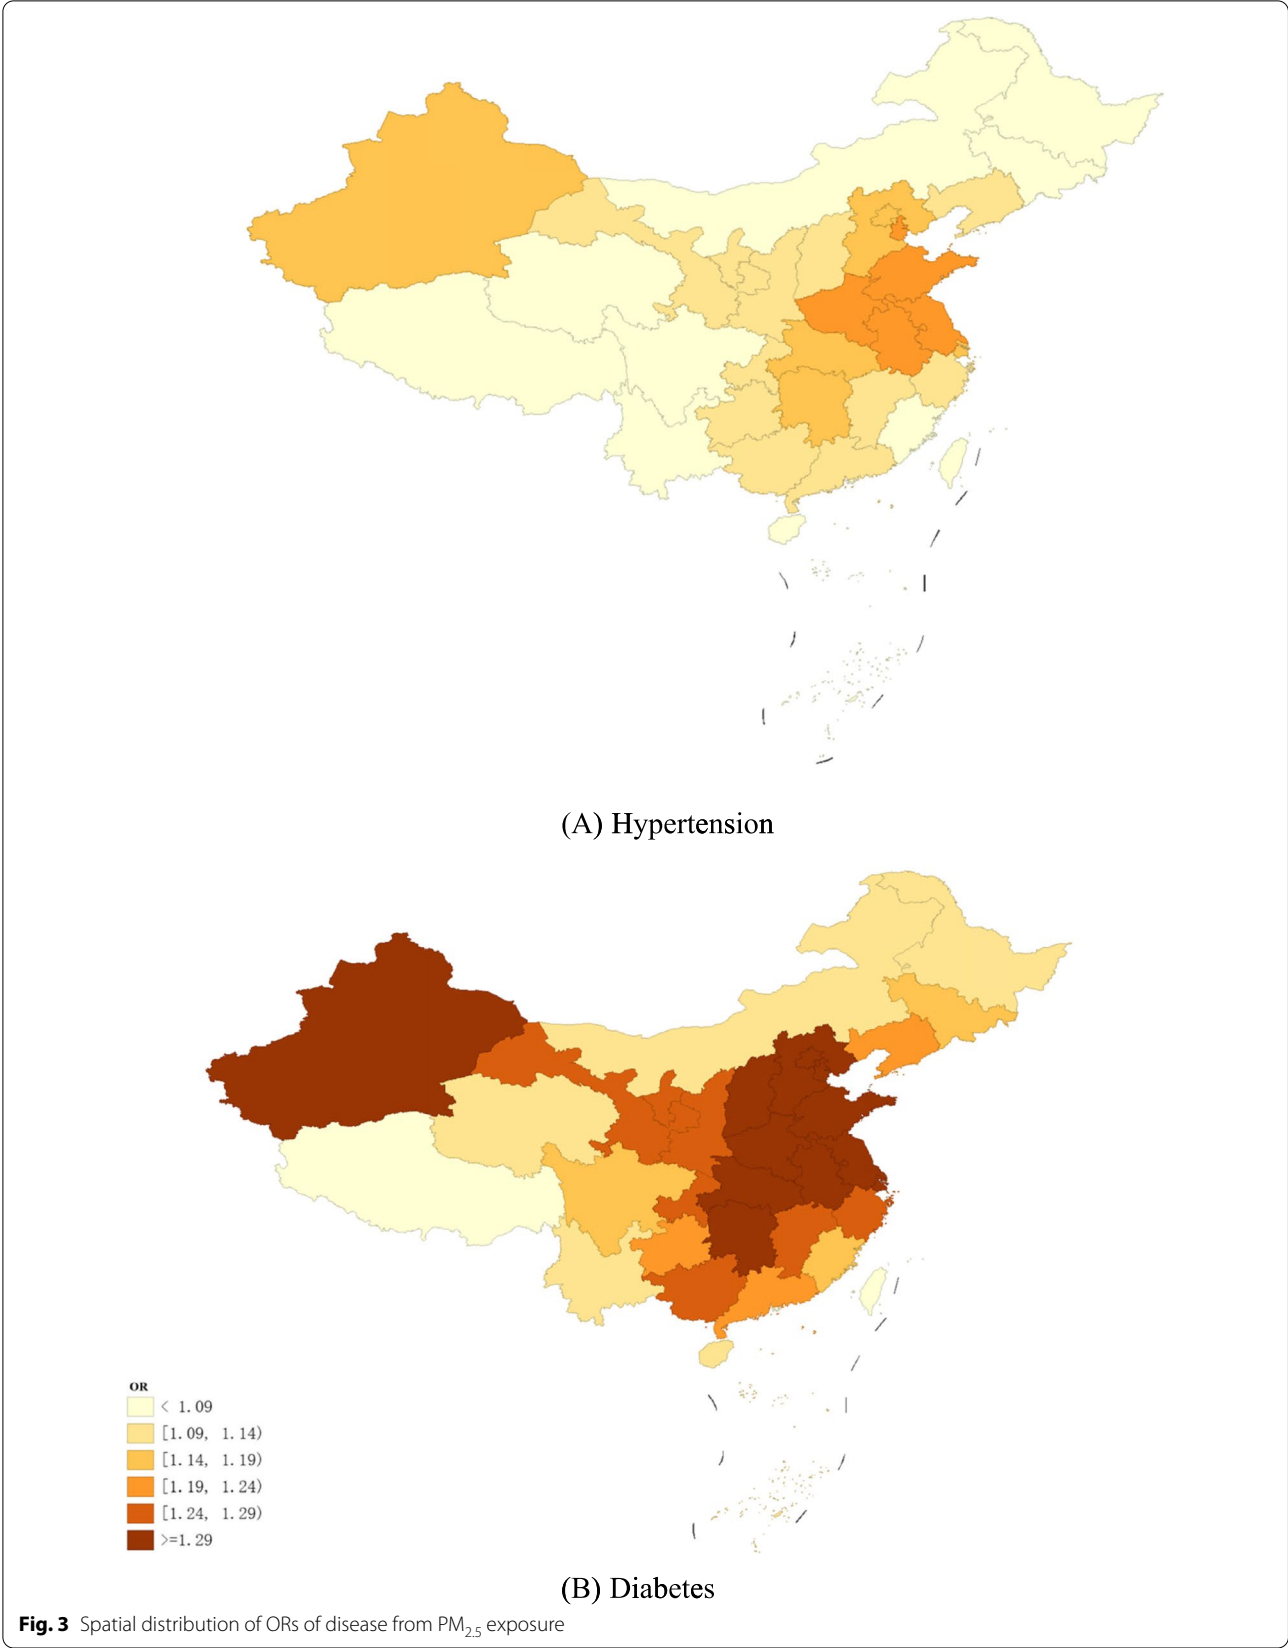 (A) Hypertension
OR
< 1.09
[1.09, 1.14)
[1.14, 1.19)
[1.19, 1.24)
[1.24, 1.29)
>=1.29
(B) Diabetes
Fig. 3 Spatial distribution of ORs of disease from PM2.5 exposure